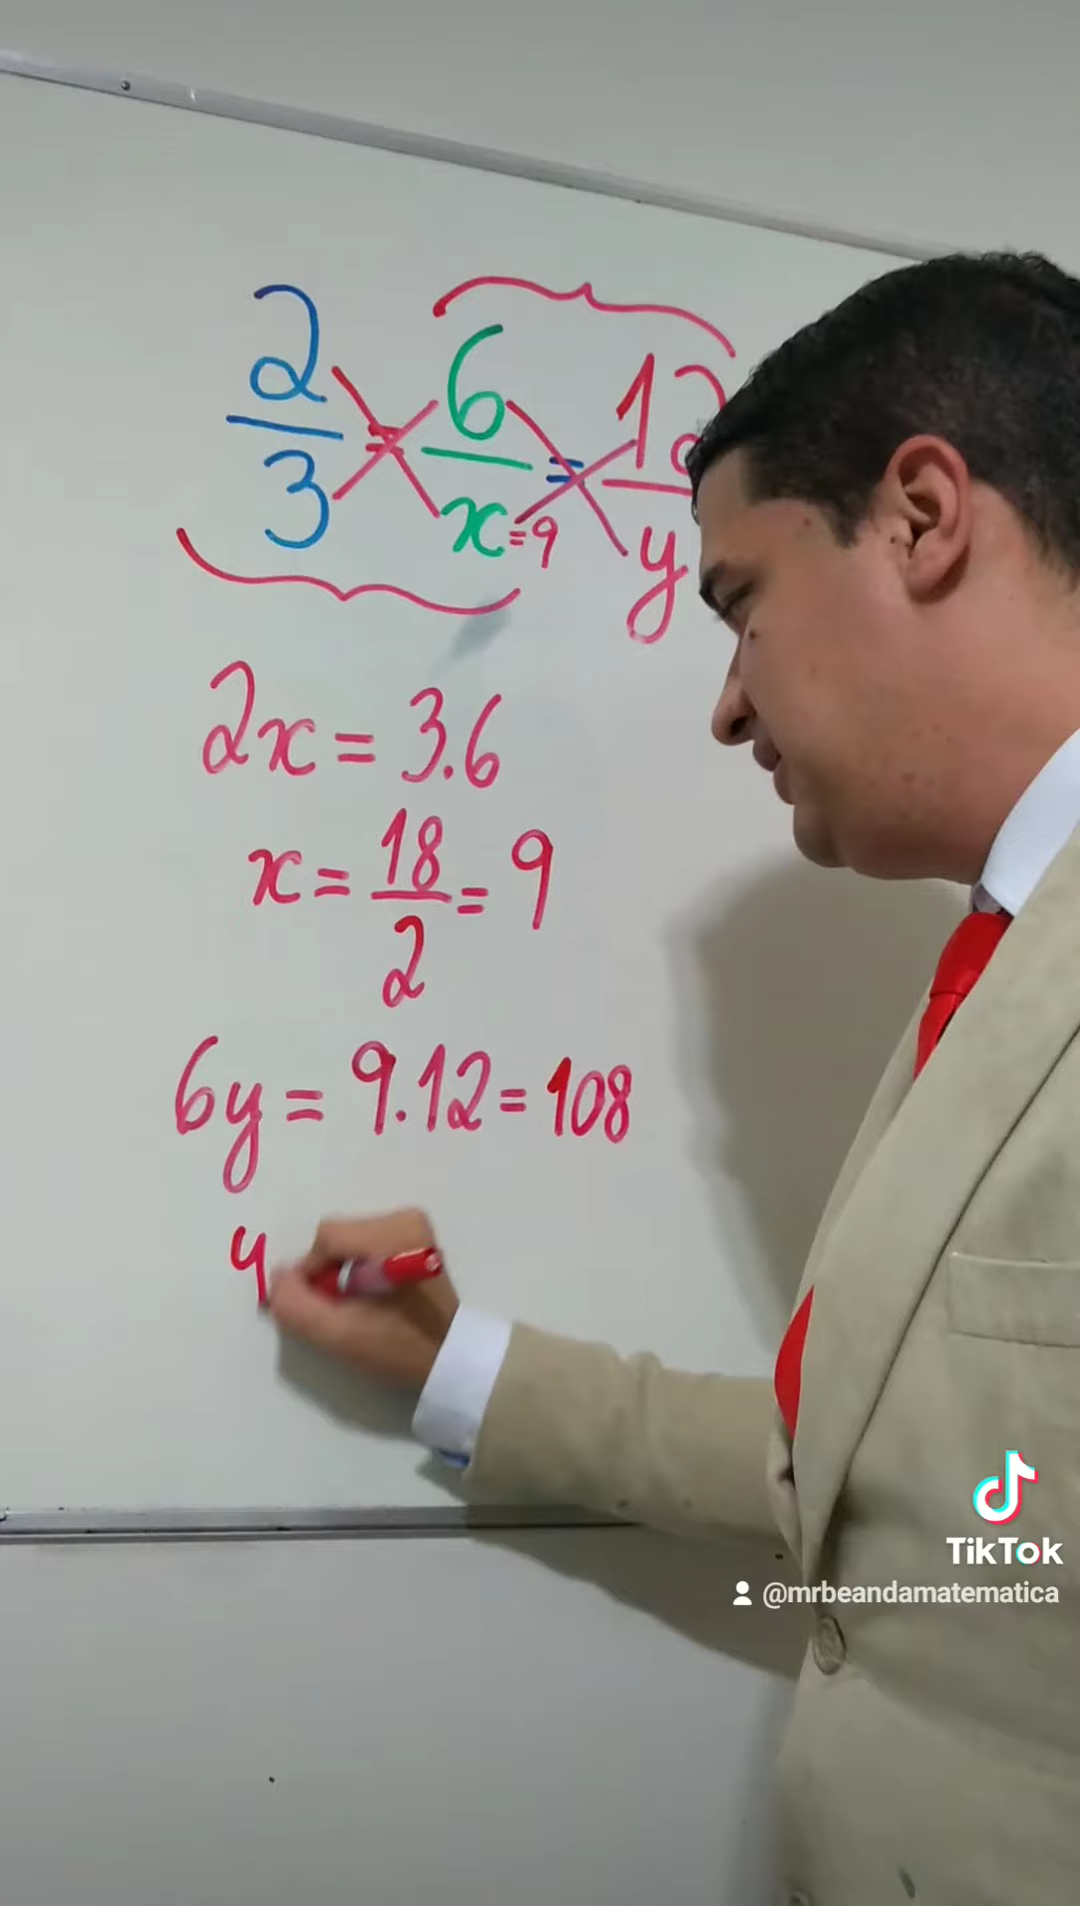 2/3 = 6/x = 12/y
=9
2x = 3.6
x = 18/2 = 9
6y = 9.12 = 108
y
TikTok
@mrbeandamatematica